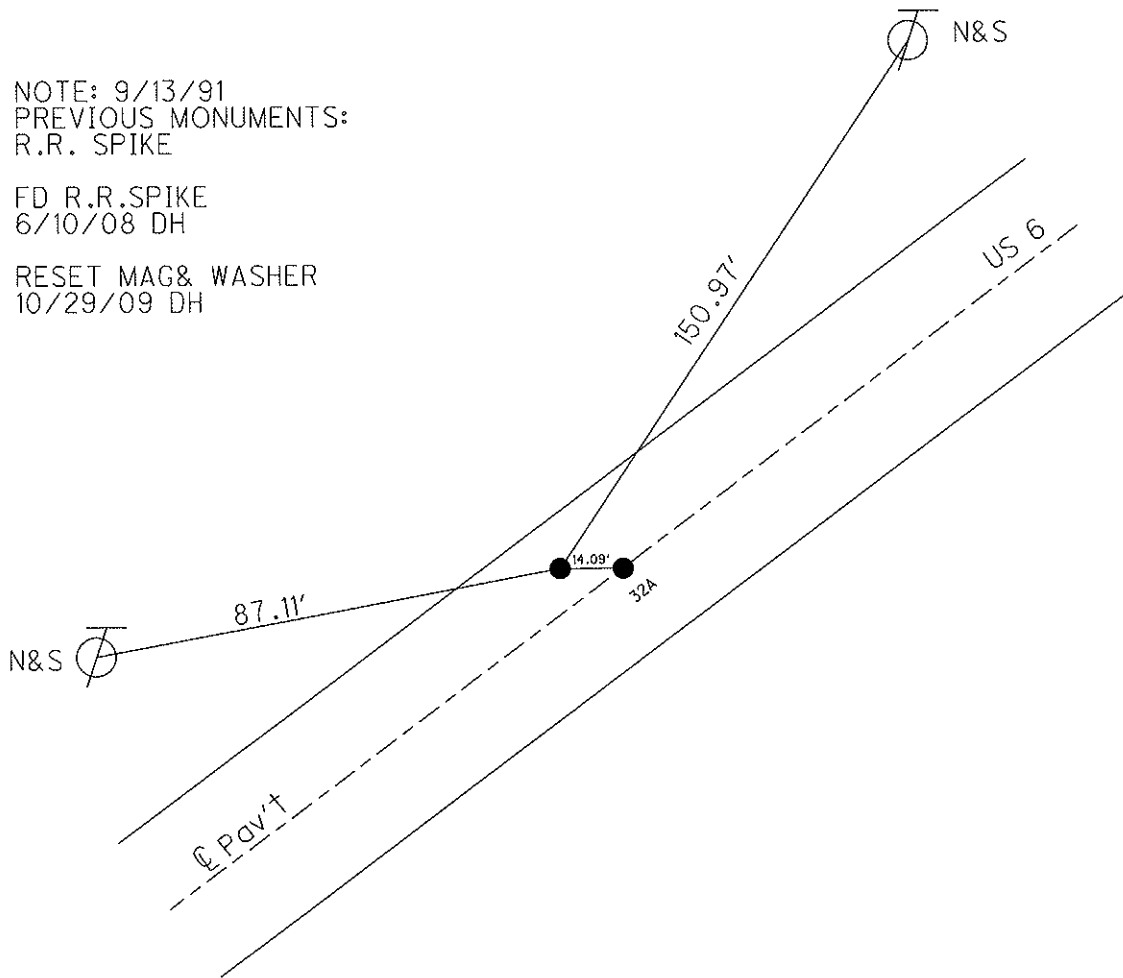 N&S
NOTE: 9/13/91
PREVIOUS MONUMENTS:
R.R. SPIKE
FD R.R.SPIKE
6/10/08 DH
RESET MAG& WASHER
10/29/09 DH
US 6
150.97'
14.09'
32A
87.11'
N&S
℄ Pav't